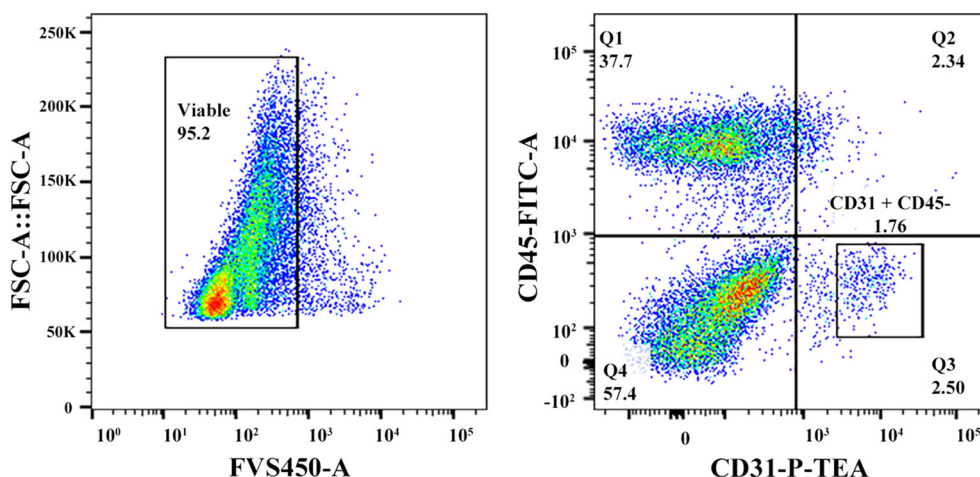 FSC-A::FSC-A
250K
200K
150K
100K
50K
0
Viable
95.2
10⁰
10¹
10²
10³
10⁴
10⁵
FVS450-A
CD45-FITC-A
10⁵
10⁴
10³
10²
0
-10²
Q1
37.7
Q2
2.34
CD31 + CD45-
1.76
Q4
57.4
Q3
2.50
0
10³
10⁴
10⁵
CD31-P-TEA